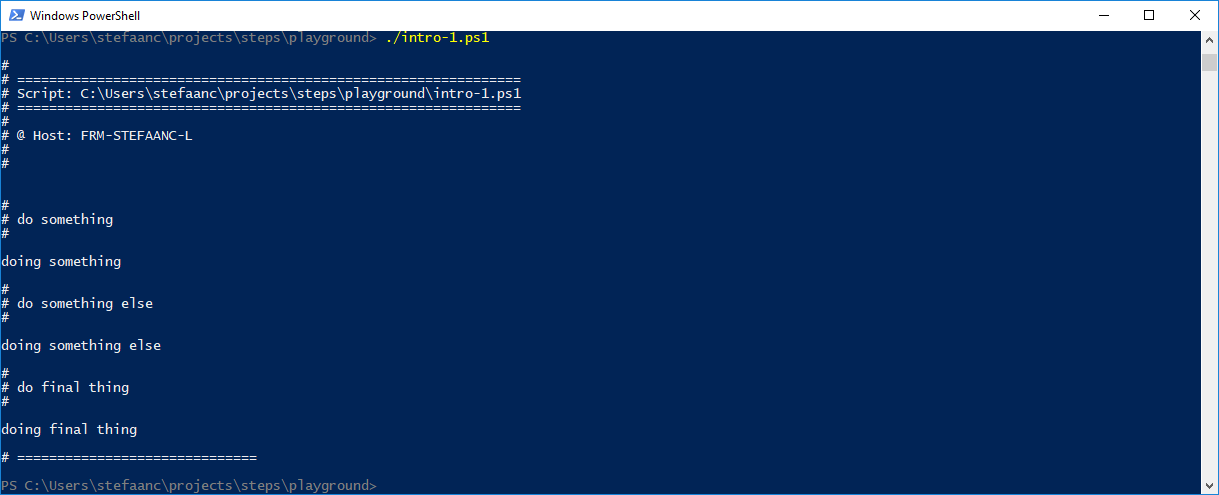 Windows PowerShell
PS C:\Users\stefaanc\projects\steps\playground> ./intro-1.ps1
#
# ===============================================================
# Script: C:\Users\stefaanc\projects\steps\playground\intro-1.ps1
# ===============================================================
#
# @ Host: FRM-STEFAANC-L
#
#
#
# do something
#
doing something
#
# do something else
#
doing something else
#
# do final thing
#
doing final thing
# ==============================
PS C:\Users\stefaanc\projects\steps\playground>